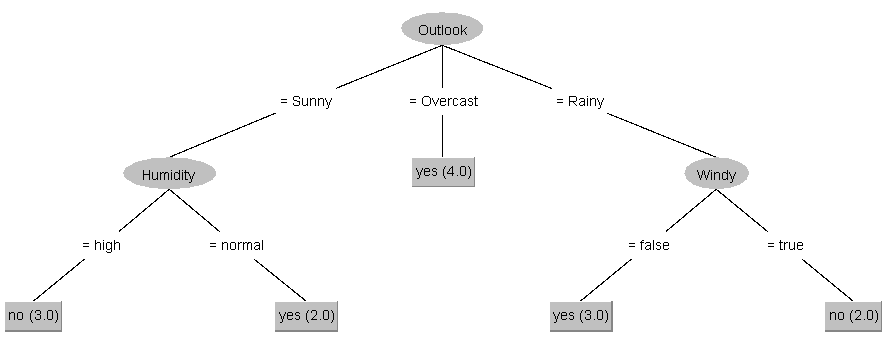 Outlook
= Sunny
= Overcast
= Rainy
Humidity
yes (4.0)
Windy
= high
= normal
= false
= true
no (3.0)
yes (2.0)
yes (3.0)
no (2.0)